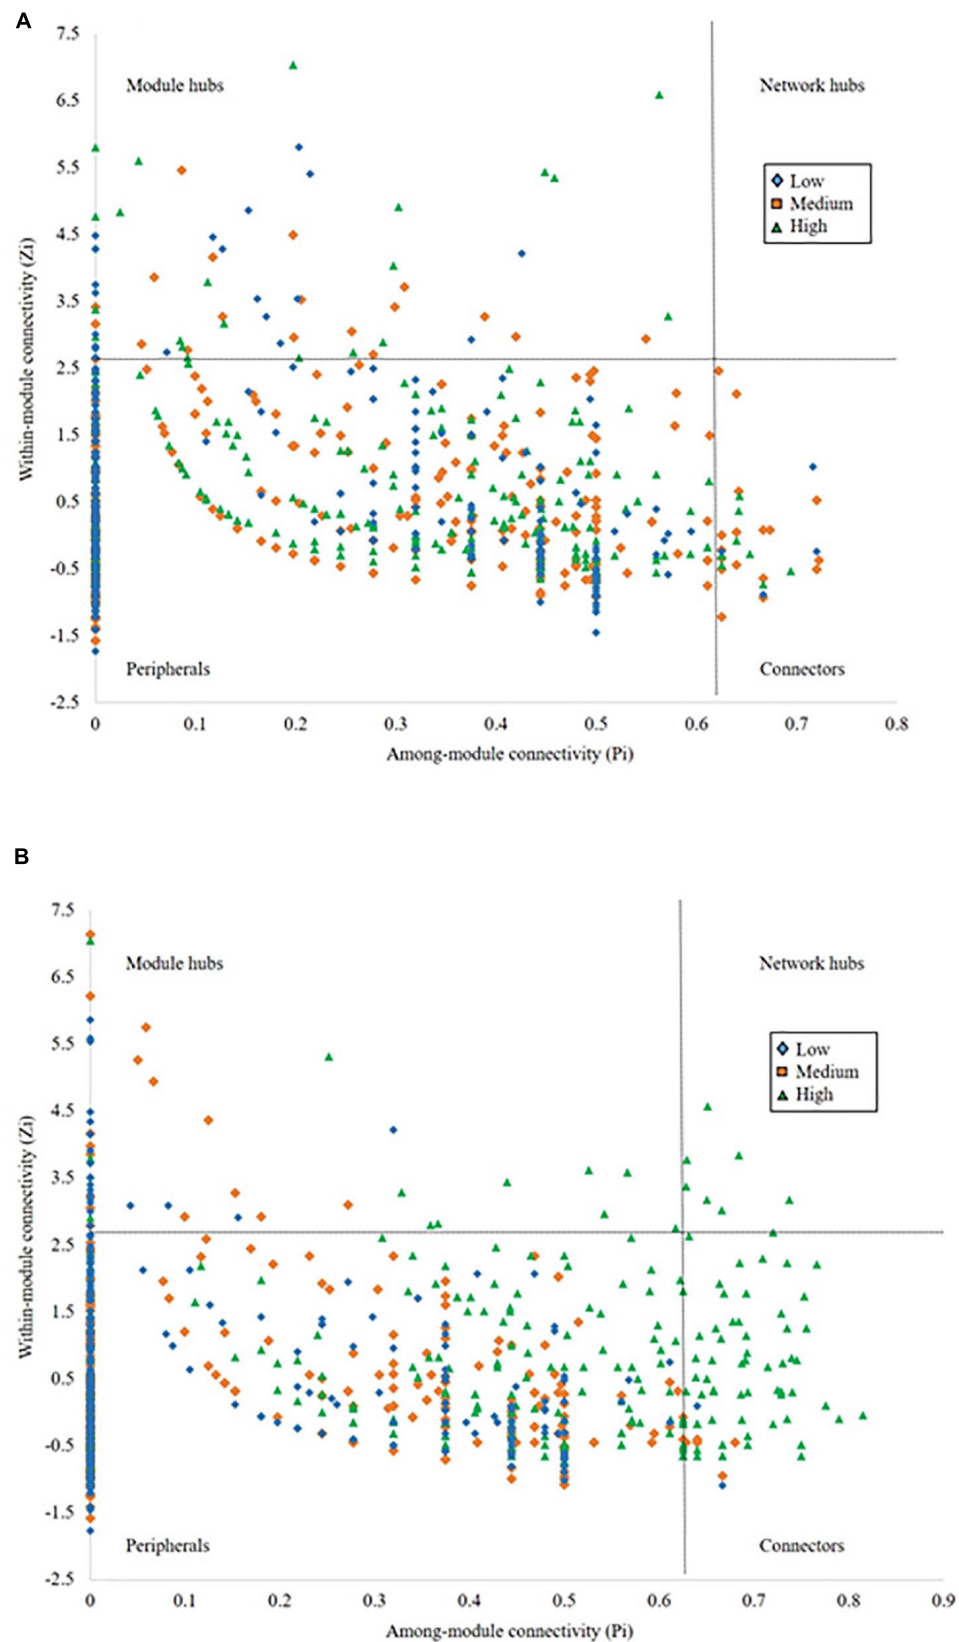 A
7.5
Module hubs
Network hubs
6.5
5.5
Low
Medium
High
4.5
3.5
2.5
1.5
0.5
-0.5
-1.5
Peripherals
Connectors
-2.5
0 0.1 0.2 0.3 0.4 0.5 0.6 0.7 0.8
Within-module connectivity (Zi)
Among-module connectivity (Pi)
B
7.5
Module hubs
Network hubs
6.5
5.5
Low
Medium
High
4.5
3.5
2.5
1.5
0.5
-0.5
-1.5
Peripherals
Connectors
-2.5
0 0.1 0.2 0.3 0.4 0.5 0.6 0.7 0.8 0.9
Within-module connectivity (Zi)
Among-module connectivity (Pi)